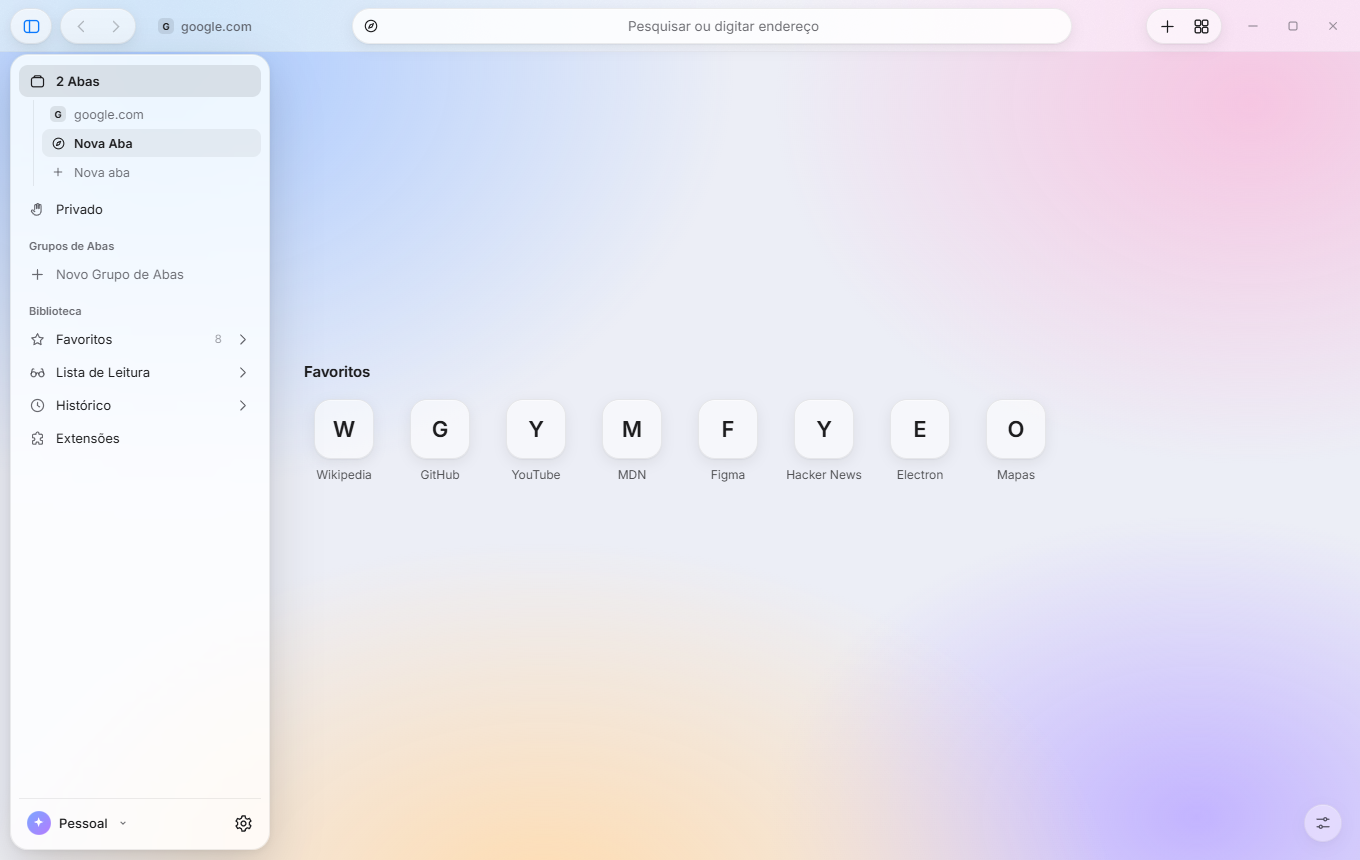 G google.com
Pesquisar ou digitar endereço
2 Abas
G google.com
Nova Aba
Nova aba
Privado
Grupos de Abas
Novo Grupo de Abas
Biblioteca
Favoritos 8
Lista de Leitura
Histórico
Extensões
Pessoal
Favoritos
W G Y M F Y E O
Wikipedia GitHub YouTube MDN Figma Hacker News Electron Mapas